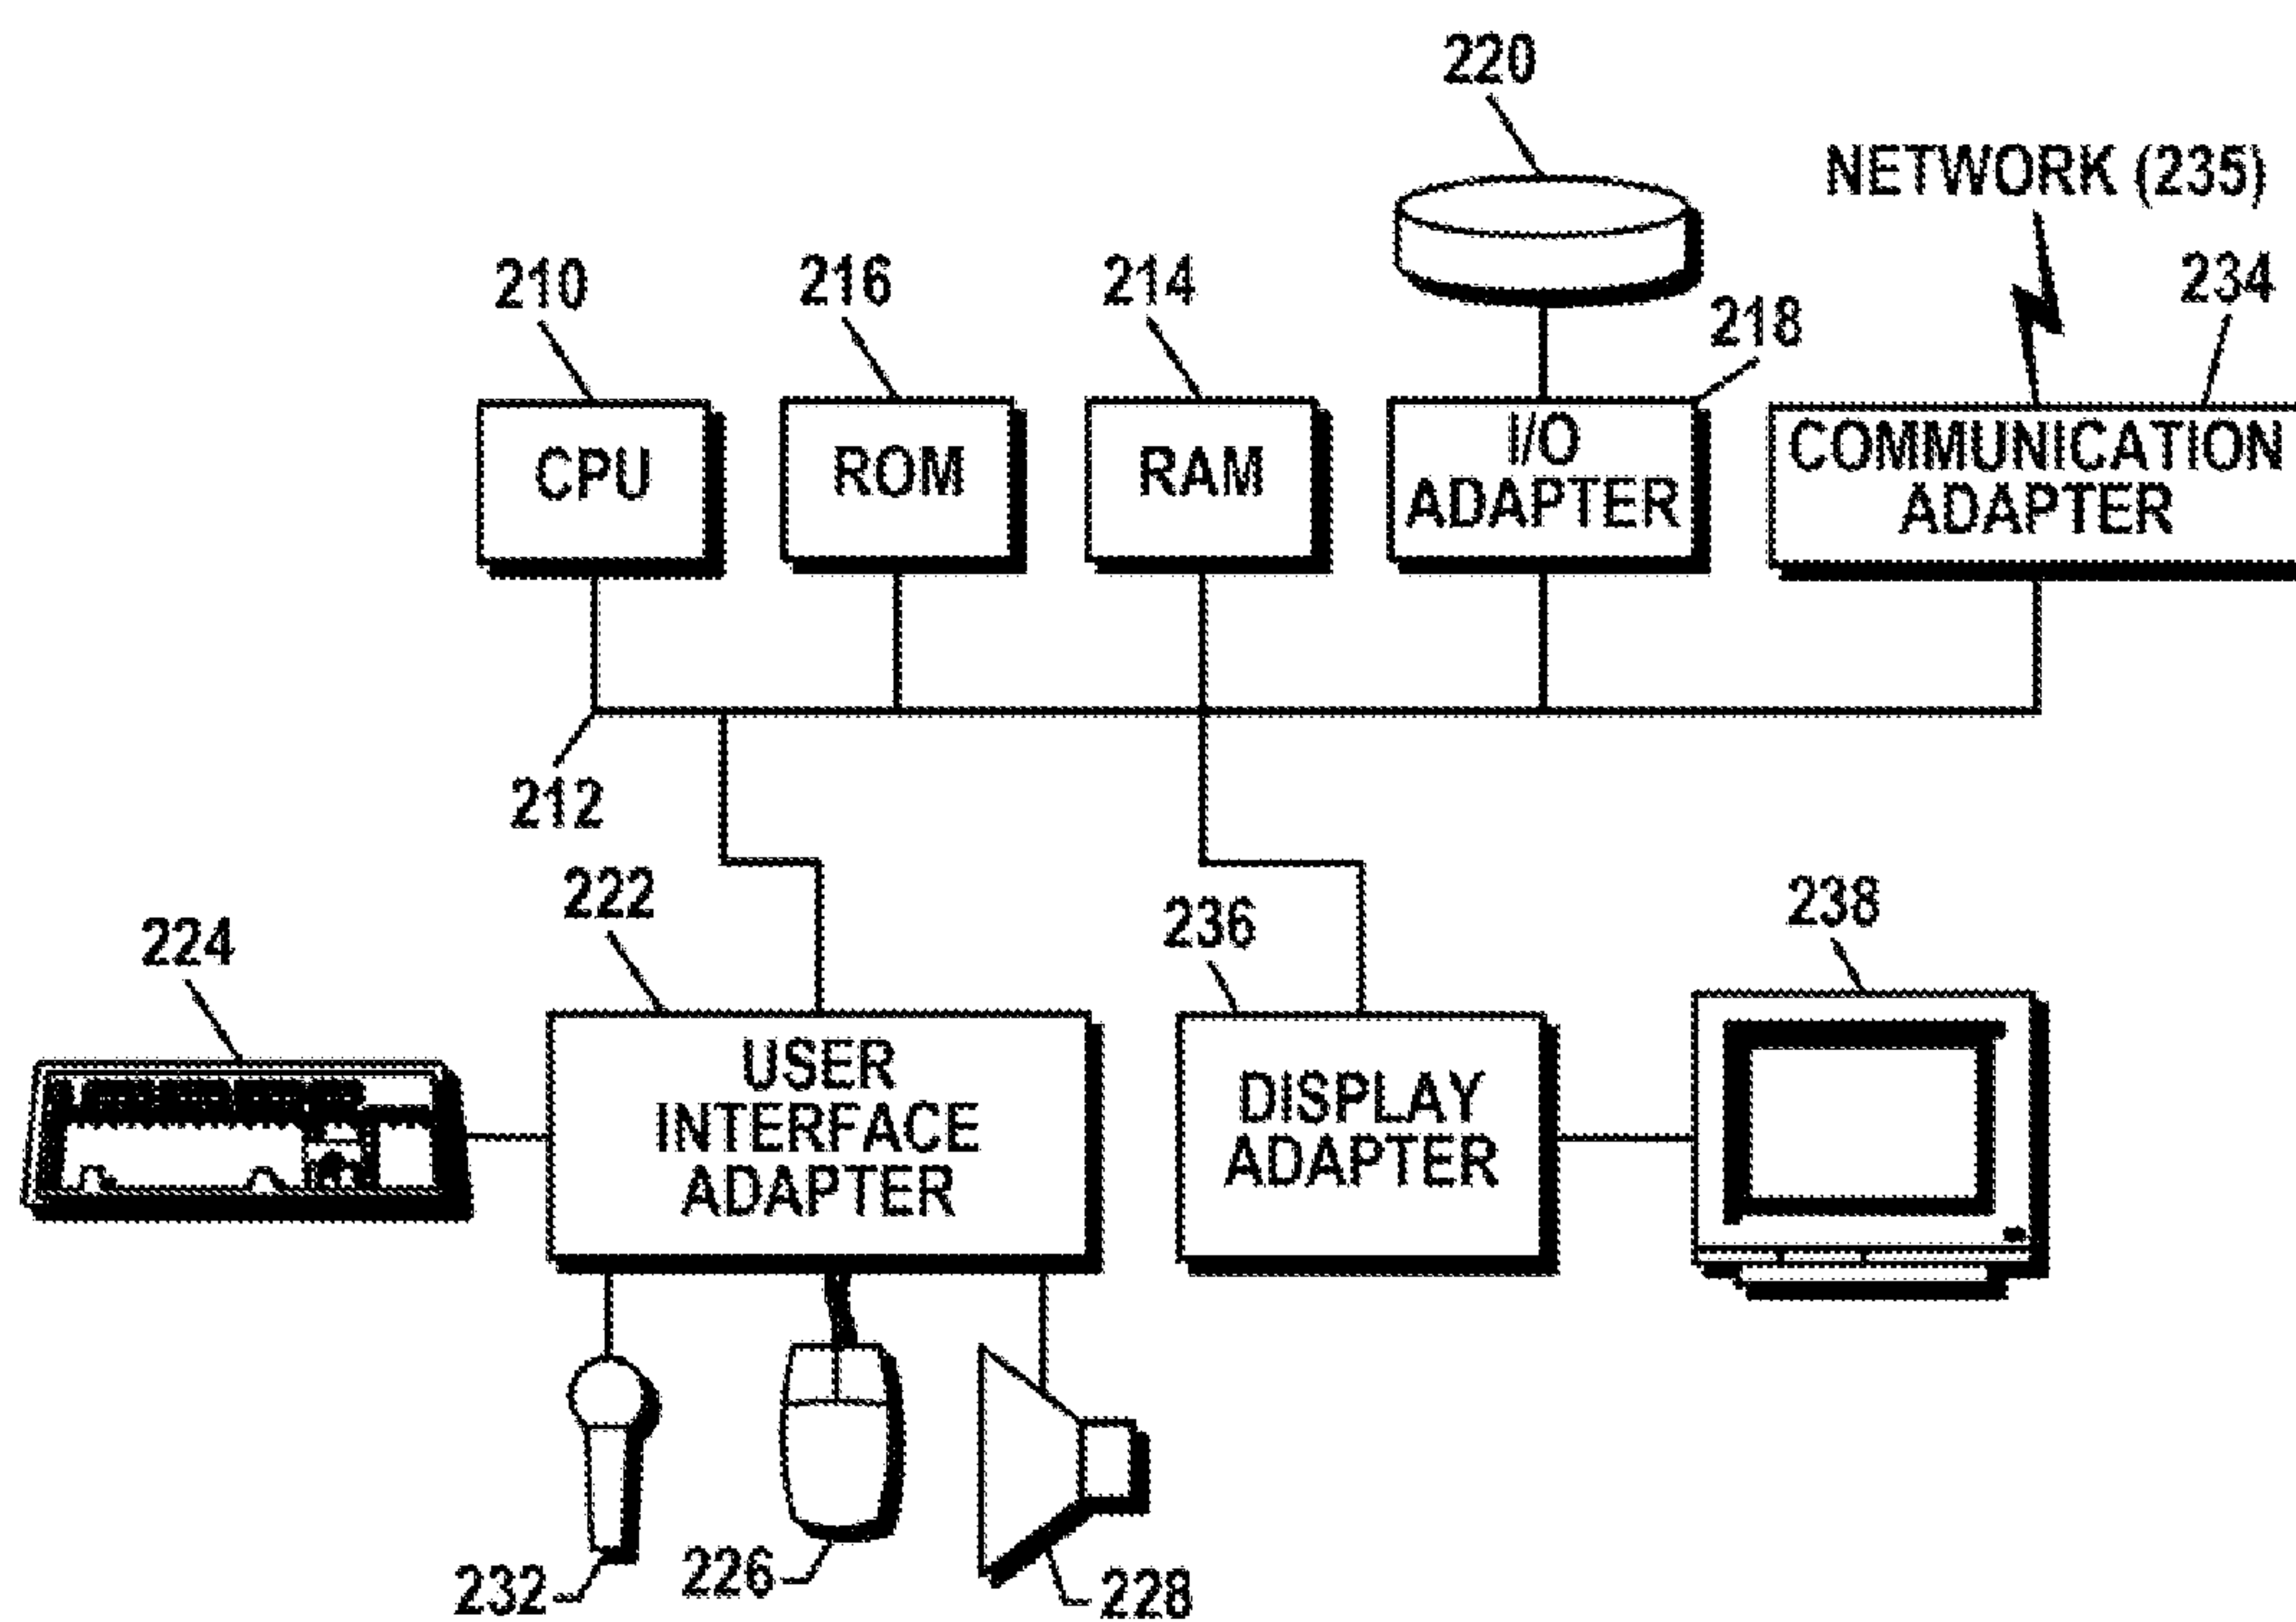 220
NETWORK (235)
210
216
214
218
234
CPU
ROM
RAM
I/O
ADAPTER
COMMUNICATION
ADAPTER
212
222
224
236
238
USER
INTERFACE
ADAPTER
DISPLAY
ADAPTER
232
226
228